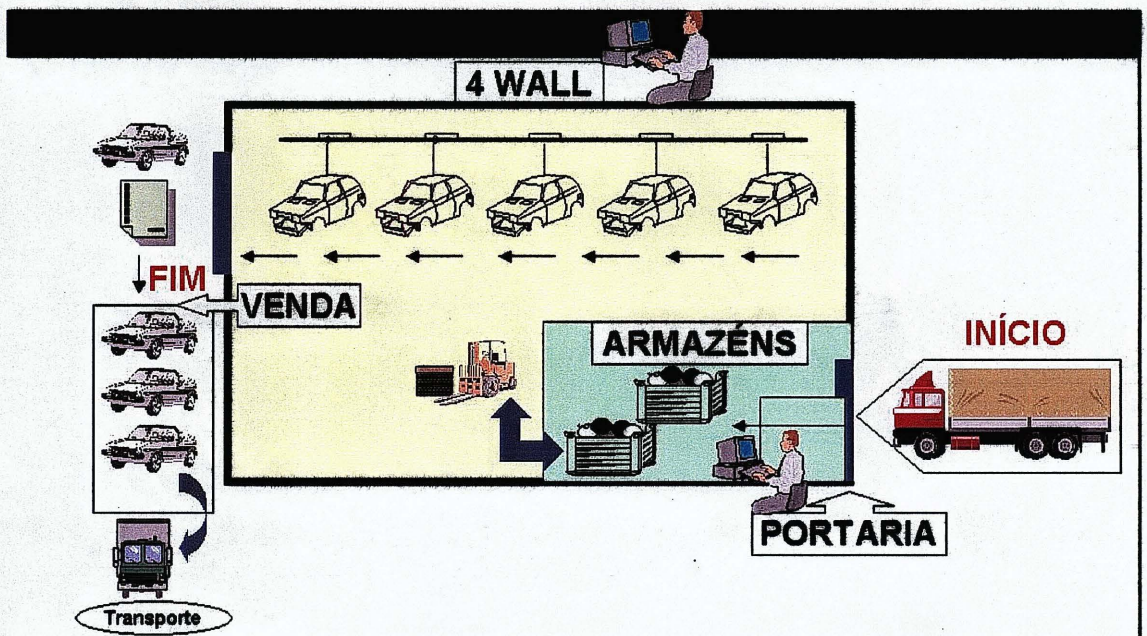 4 WALL
FIM
VENDA
ARMAZÉNS
INÍCIO
PORTARIA
Transporte